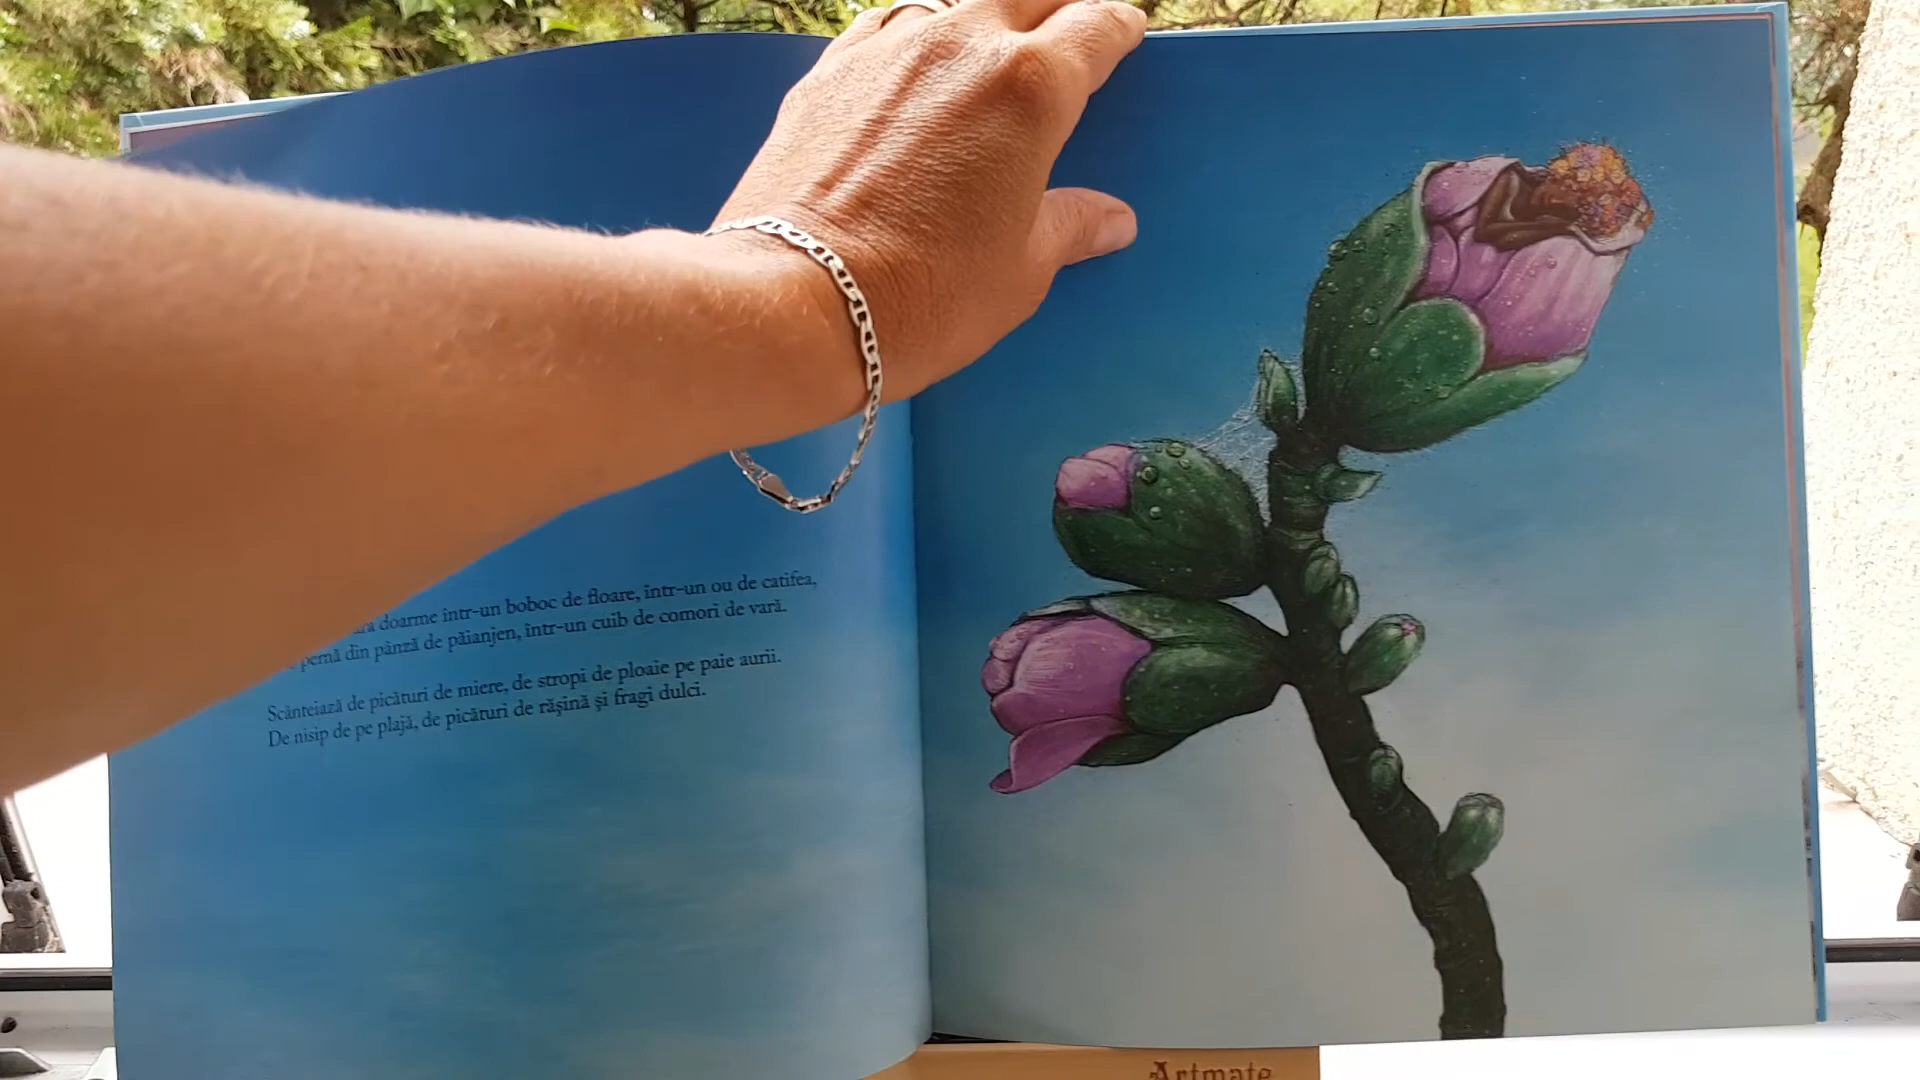 doarme într-un boboc de floare, într-un ou de catifea,
pernă din pânză de păianjen, într-un cuib de comori de vară.
Scânteiază de picături de miere, de stropi de ploaie pe paie aurii.
De nisip de pe plajă, de picături de rășină și fragi dulci.
Artmate